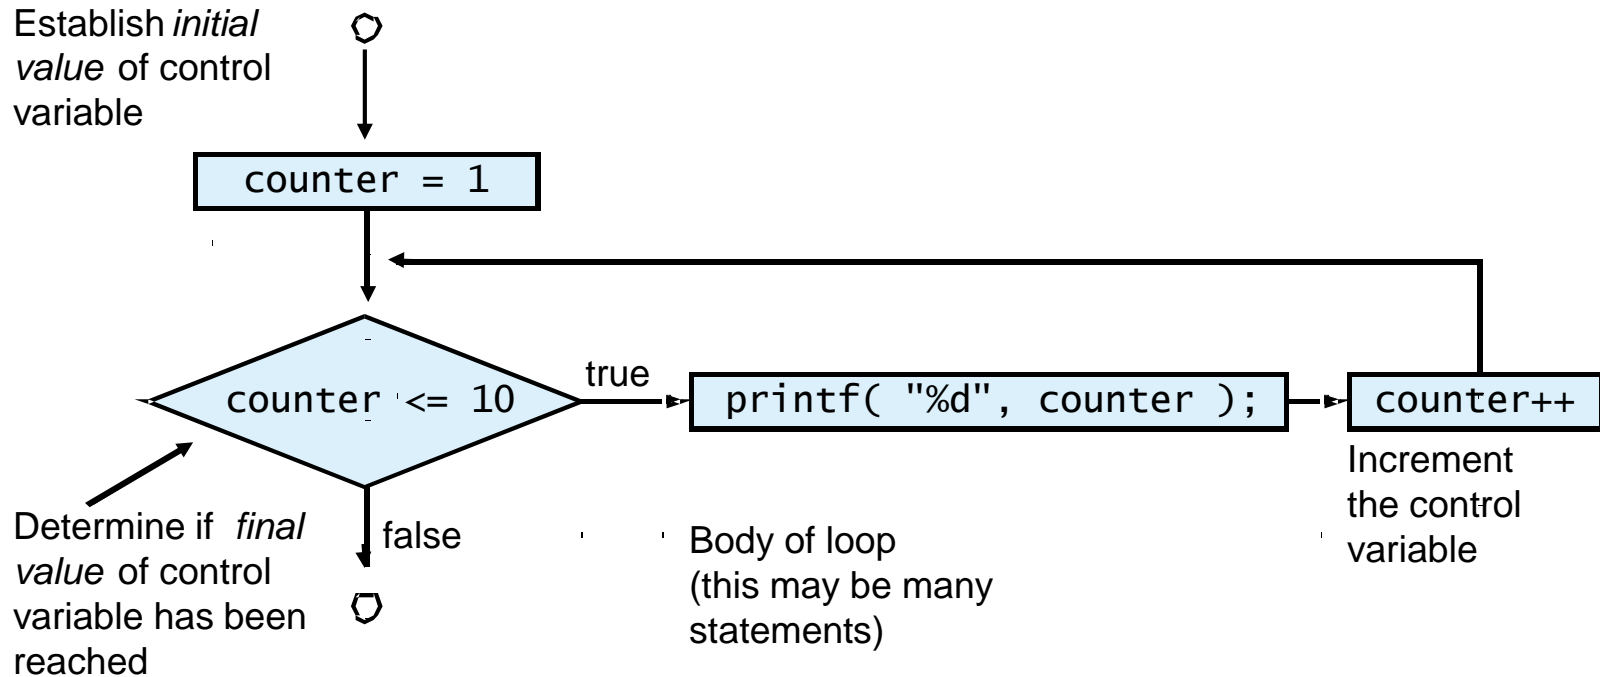 Establish initial
value of control
variable
counter = 1
counter <= 10
true
printf( "%d", counter );
counter++
Increment
the control
variable
false
Determine if final
value of control
variable has been
reached
Body of loop
(this may be many
statements)